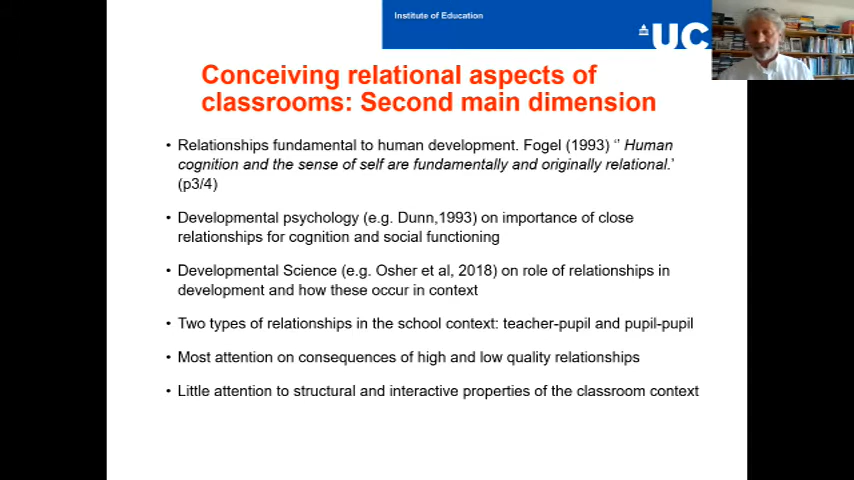 Institute of Education
UC
Conceiving relational aspects of
classrooms: Second main dimension
• Relationships fundamental to human development. Fogel (1993) “ Human
cognition and the sense of self are fundamentally and originally relational.’
(p3/4)
• Developmental psychology (e.g. Dunn,1993) on importance of close
relationships for cognition and social functioning
• Developmental Science (e.g. Osher et al, 2018) on role of relationships in
development and how these occur in context
• Two types of relationships in the school context: teacher-pupil and pupil-pupil
• Most attention on consequences of high and low quality relationships
• Little attention to structural and interactive properties of the classroom context